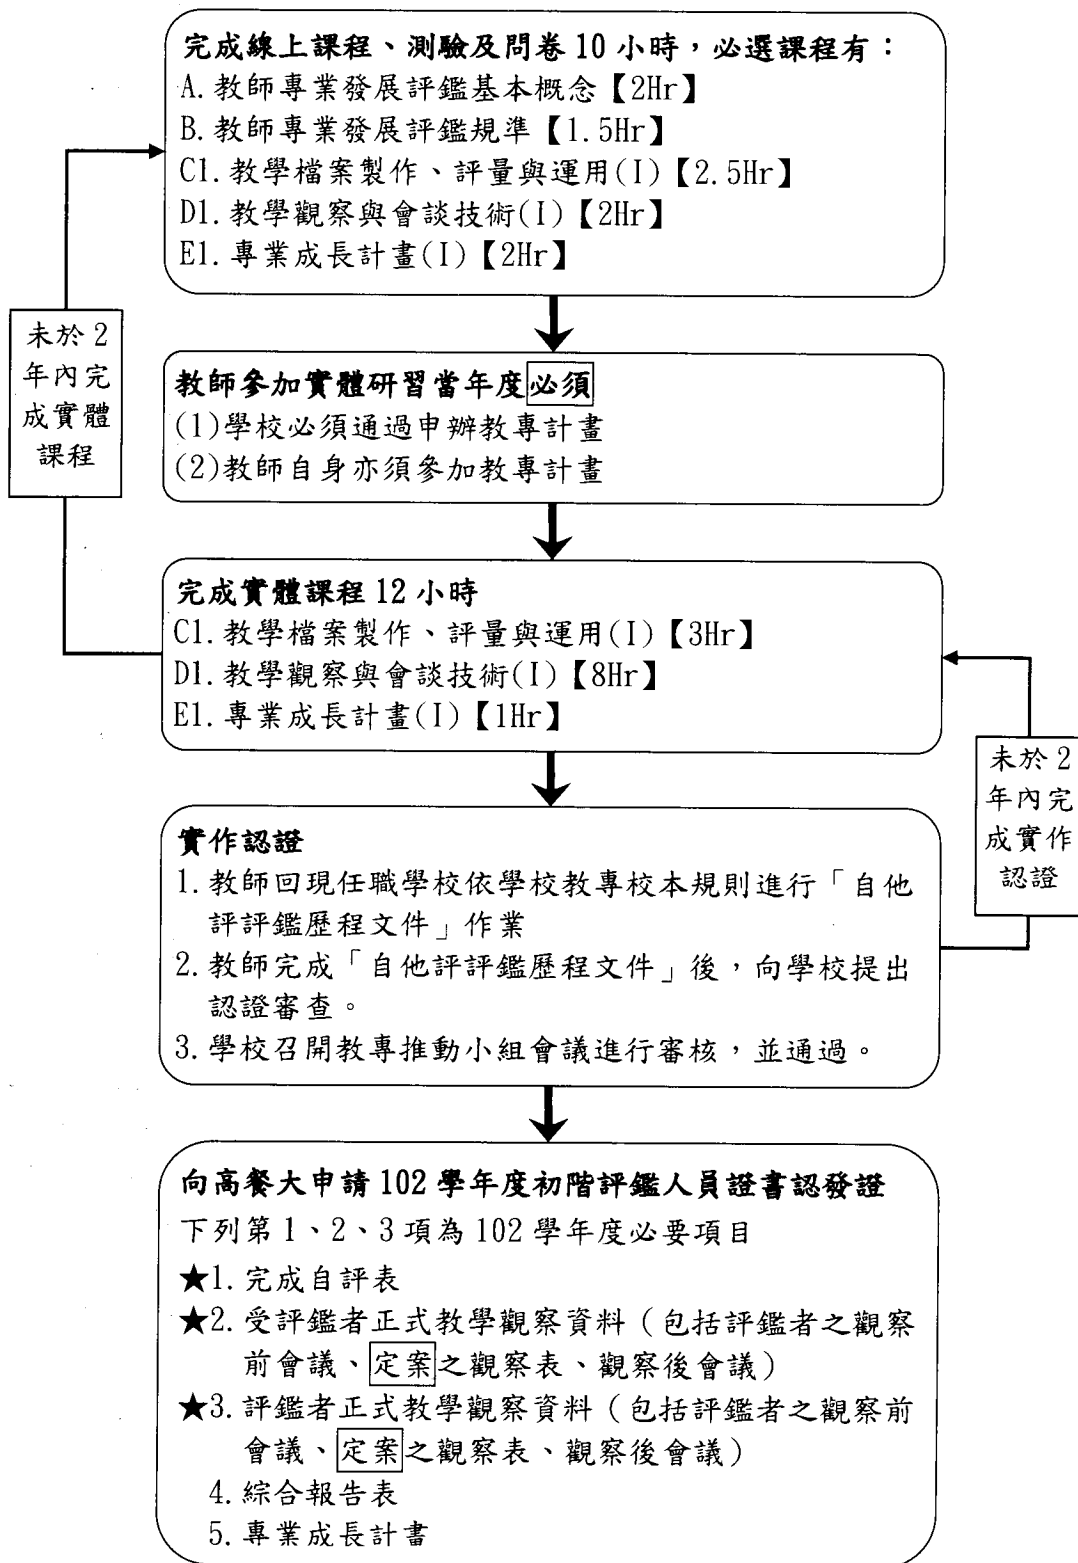 完成線上課程、測驗及問卷 10 小時，必選課程有：
A.教師專業發展評鑑基本概念【2Hr】
B.教師專業發展評鑑規準【1.5Hr】
C1.教學檔案製作、評量與運用(I)【2.5Hr】
D1.教學觀察與會談技術(I)【2Hr】
E1.專業成長計畫(I)【2Hr】
未於 2
年內完
成實體
課程
教師參加實體研習當年度必須
(1)學校必須通過申辦教專計畫
(2)教師自身亦須參加教專計畫
完成實體課程 12 小時
C1.教學檔案製作、評量與運用(I)【3Hr】
D1.教學觀察與會談技術(I)【8Hr】
E1.專業成長計畫(I)【1Hr】
未於 2
年內完
成實作
認證
實作認證
1.教師回現任職學校依學校教專校本規則進行「自他
評評鑑歷程文件」作業
2.教師完成「自他評評鑑歷程文件」後，向學校提出
認證審查。
3.學校召開教專推動小組會議進行審核，並通過。
向高餐大申請 102 學年度初階評鑑人員證書認發證
下列第 1、2、3 項為 102 學年度必要項目
★1.完成自評表
★2.受評鑑者正式教學觀察資料（包括評鑑者之觀察
前會議、定案之觀察表、觀察後會議）
★3.評鑑者正式教學觀察資料（包括評鑑者之觀察前
會議、定案之觀察表、觀察後會議）
4.綜合報告表
5.專業成長計書